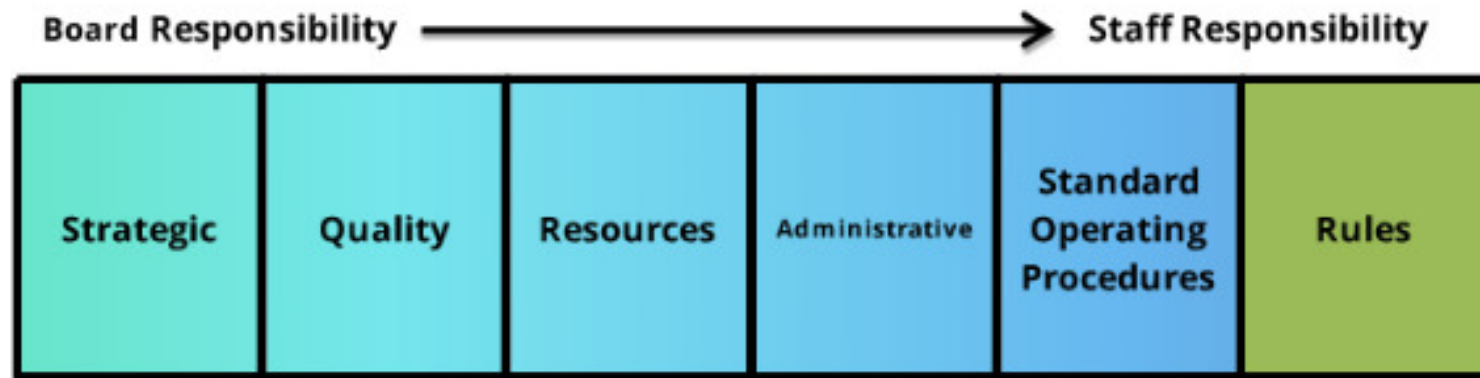 Board Responsibility
Staff Responsibility
Strategic
Quality
Resources
Administrative
Standard
Operating
Procedures
Rules